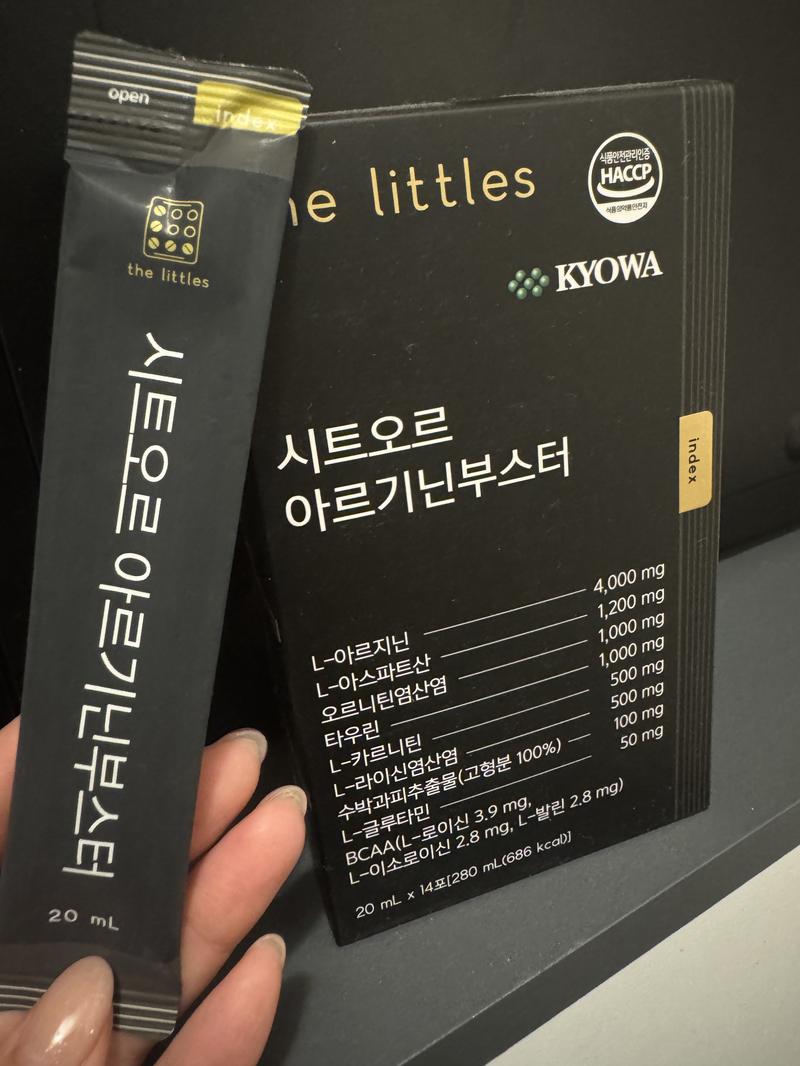 open
index
the littles
시트오르 아르기닌부스터
20 mL
he littles
식품안전관리인증
HACCP
식품의약품안전처
KYOWA
시트오르
아르기닌부스터
index
L-아르지닌 4,000 mg
L-아스파트산 1,200 mg
오르니틴염산염 1,000 mg
타우린 1,000 mg
L-카르니틴 500 mg
L-라이신염산염 500 mg
수박과피추출물(고형분 100%) 100 mg
L-글루타민 50 mg
BCAA(L-로이신 3.9 mg,
L-이소로이신 2.8 mg, L-발린 2.8 mg)
20 mL x 14포[280 mL(686 kcal)]